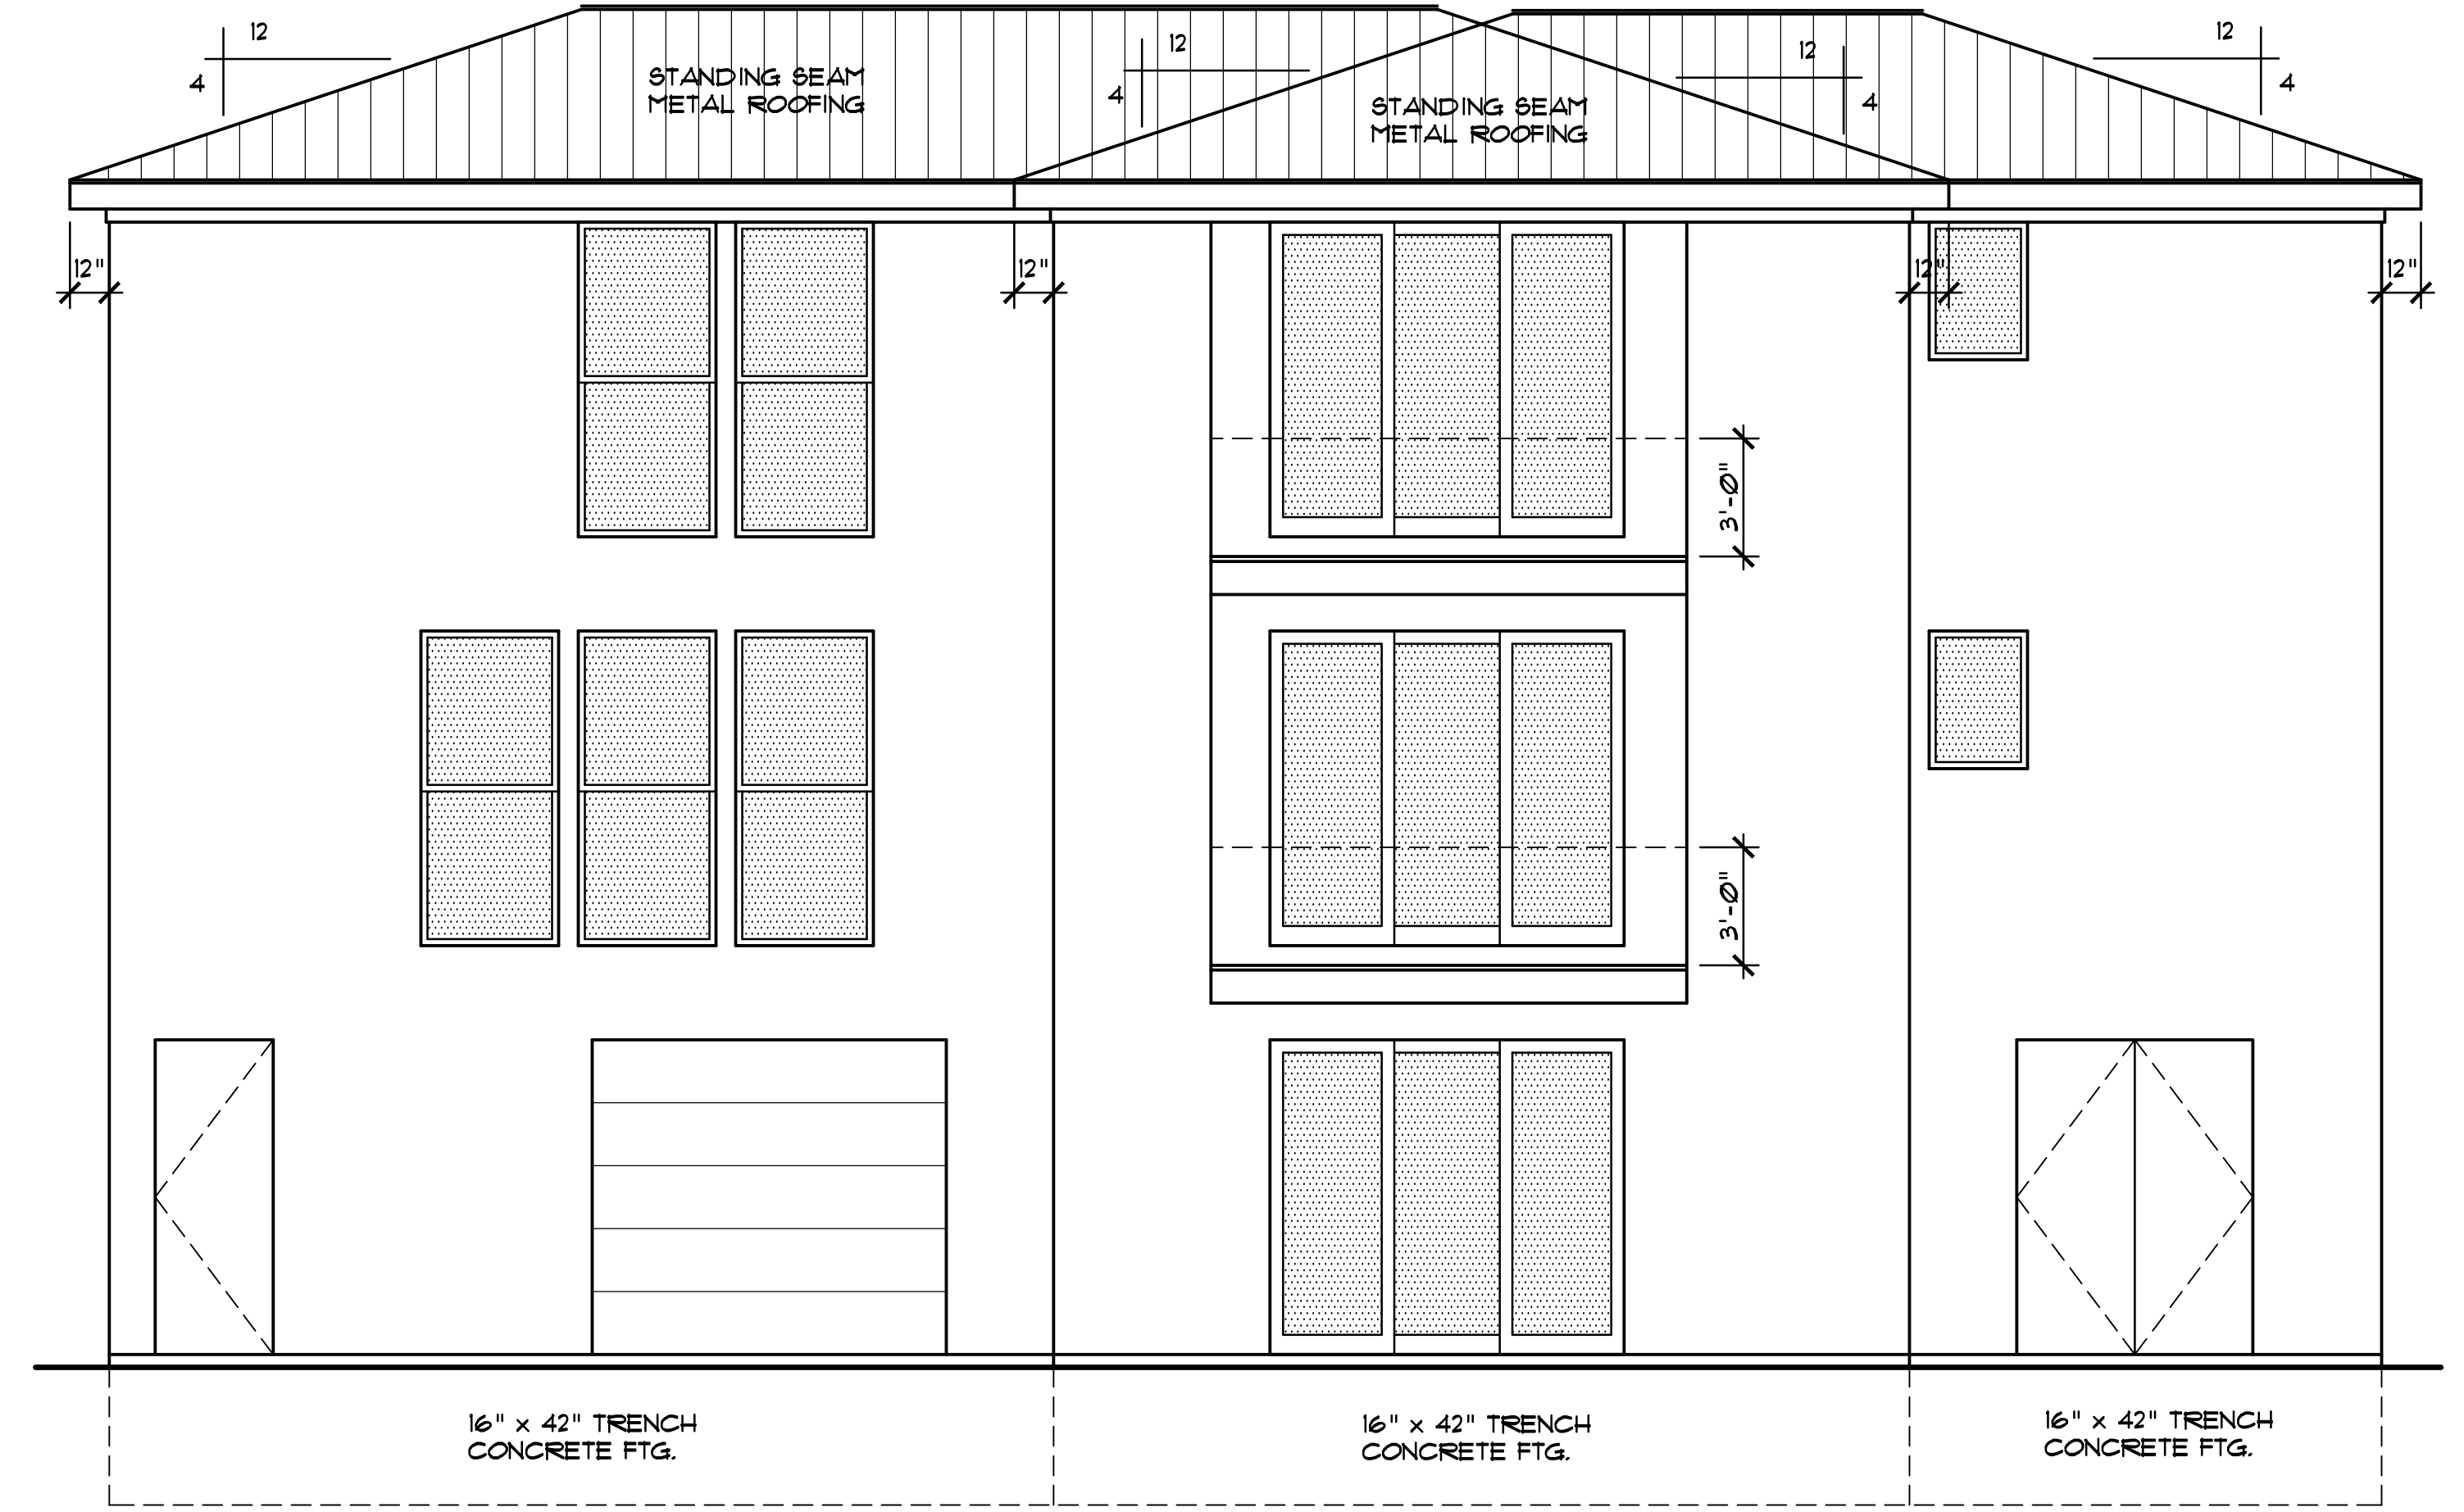 12
4
STANDING SEAM
METAL ROOFING
12
4
STANDING SEAM
METAL ROOFING
12
4
12
4
12"
12"
12"
12"
3'-0"
3'-0"
16" x 42" TRENCH
CONCRETE FTG.
16" x 42" TRENCH
CONCRETE FTG.
16" x 42" TRENCH
CONCRETE FTG.